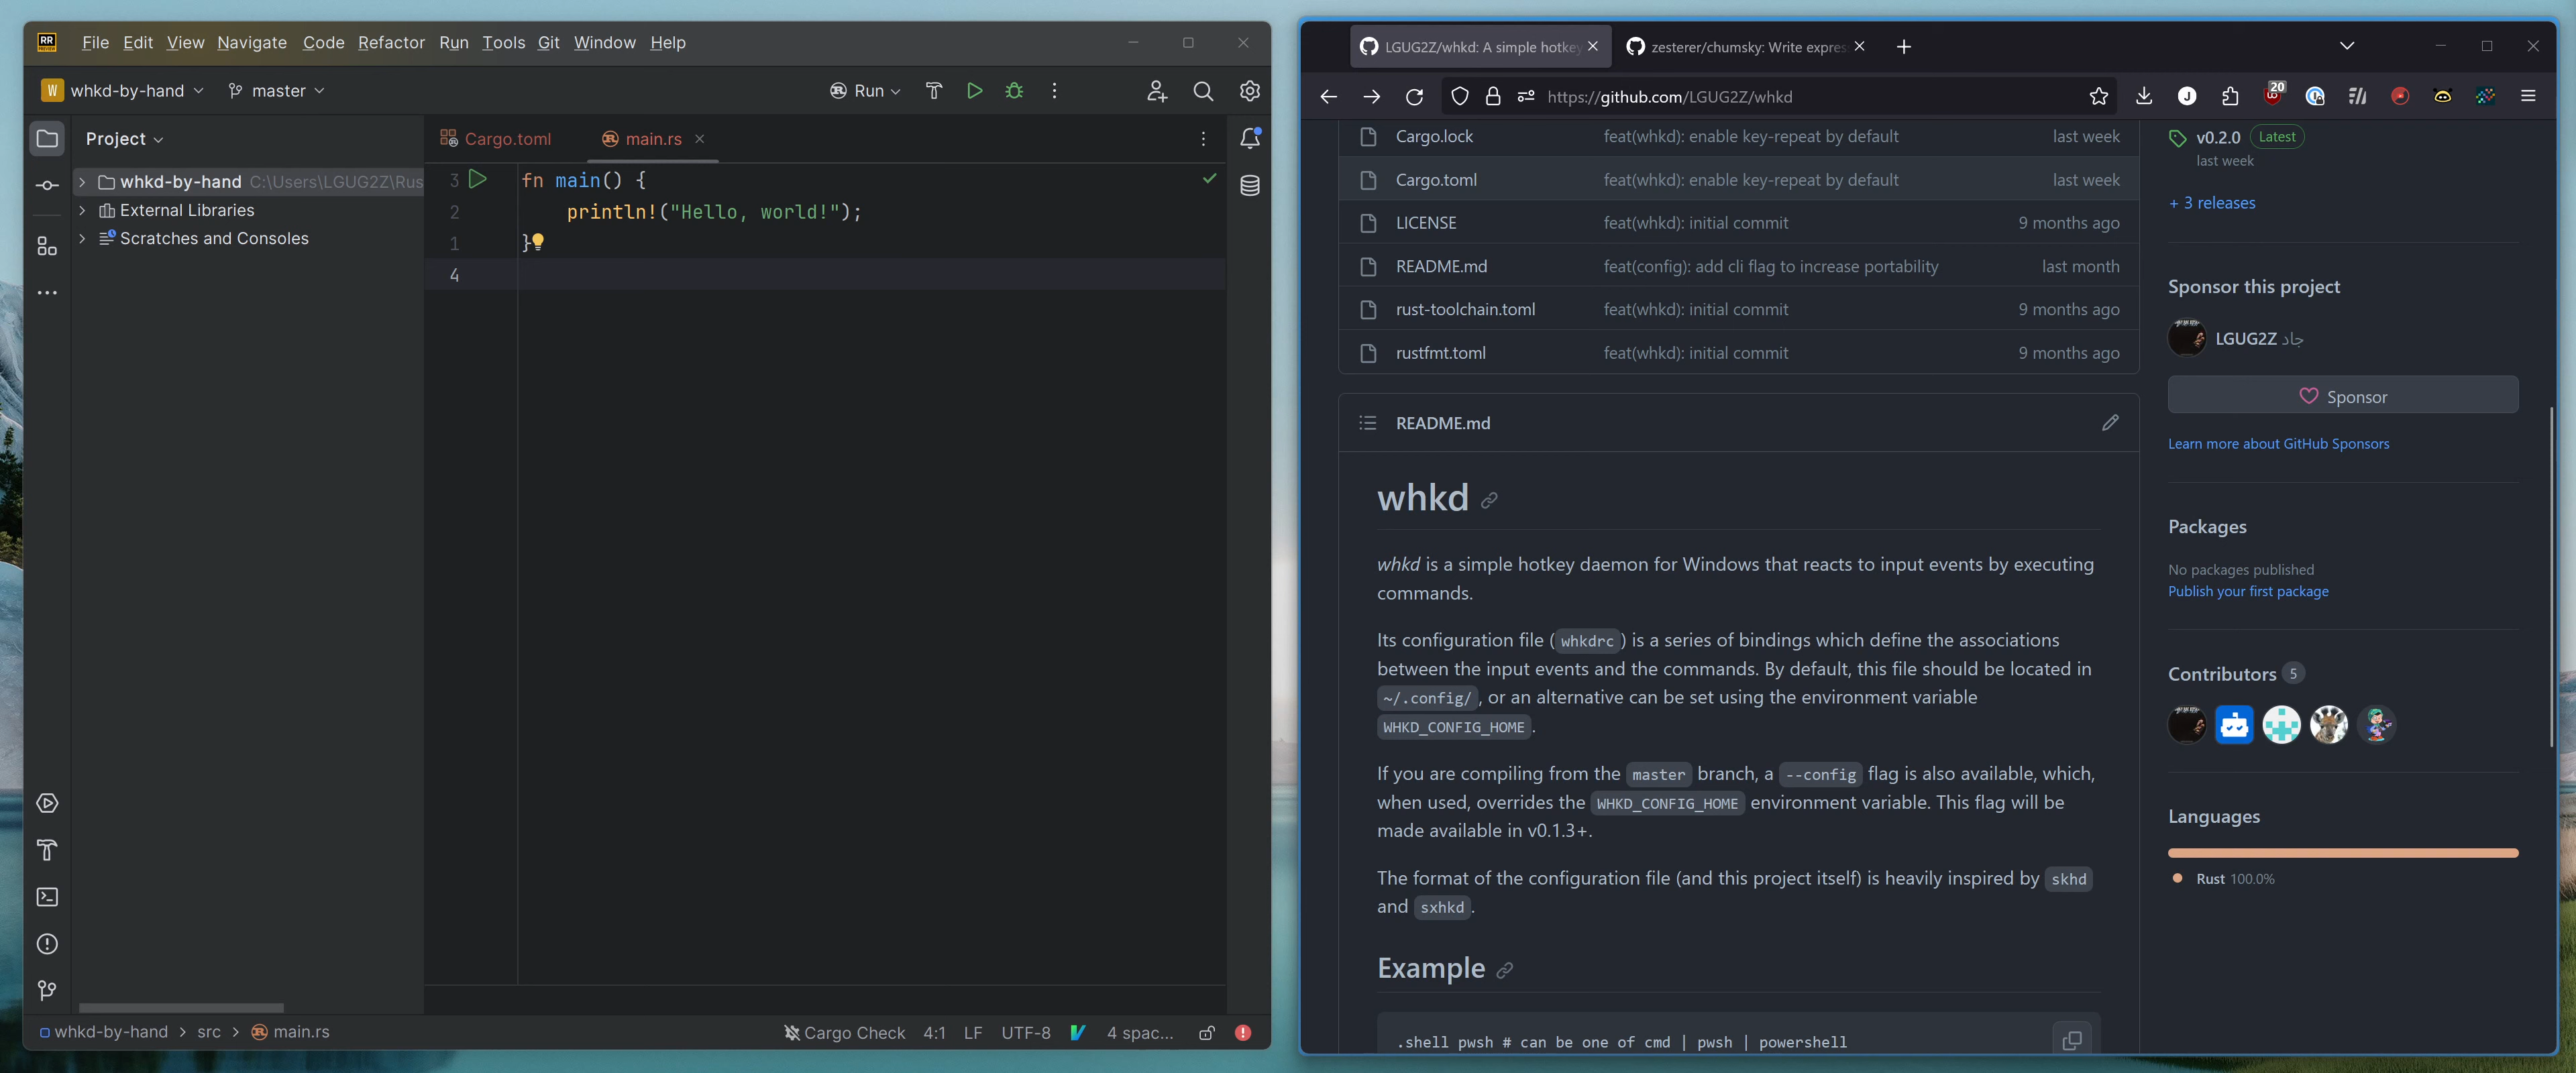 RR
File Edit View Navigate Code Refactor Run Tools Git Window Help
W whkd-by-hand master Run
Project
whkd-by-hand C:\Users\LGUG2Z\Rus
External Libraries
Scratches and Consoles
Cargo.toml main.rs
3 fn main() {
2 println!("Hello, world!");
1 }
4
whkd-by-hand > src > main.rs
Cargo Check 4:1 LF UTF-8 4 spac...
LGUG2Z/whkd: A simple hotkey
zesterer/chumsky: Write expres
https://github.com/LGUG2Z/whkd
J
20
Cargo.lock feat(whkd): enable key-repeat by default last week
Cargo.toml feat(whkd): enable key-repeat by default last week
LICENSE feat(whkd): initial commit 9 months ago
README.md feat(config): add cli flag to increase portability last month
rust-toolchain.toml feat(whkd): initial commit 9 months ago
rustfmt.toml feat(whkd): initial commit 9 months ago
README.md
whkd
whkd is a simple hotkey daemon for Windows that reacts to input events by executing
commands.
Its configuration file (whkdrc) is a series of bindings which define the associations
between the input events and the commands. By default, this file should be located in
~/.config/, or an alternative can be set using the environment variable
WHKD_CONFIG_HOME.
If you are compiling from the master branch, a --config flag is also available, which,
when used, overrides the WHKD_CONFIG_HOME environment variable. This flag will be
made available in v0.1.3+.
The format of the configuration file (and this project itself) is heavily inspired by skhd
and sxhkd.
Example
.shell pwsh # can be one of cmd | pwsh | powershell
v0.2.0 Latest
last week
+ 3 releases
Sponsor this project
LGUG2Z جاد
Sponsor
Learn more about GitHub Sponsors
Packages
No packages published
Publish your first package
Contributors 5
Languages
Rust 100.0%